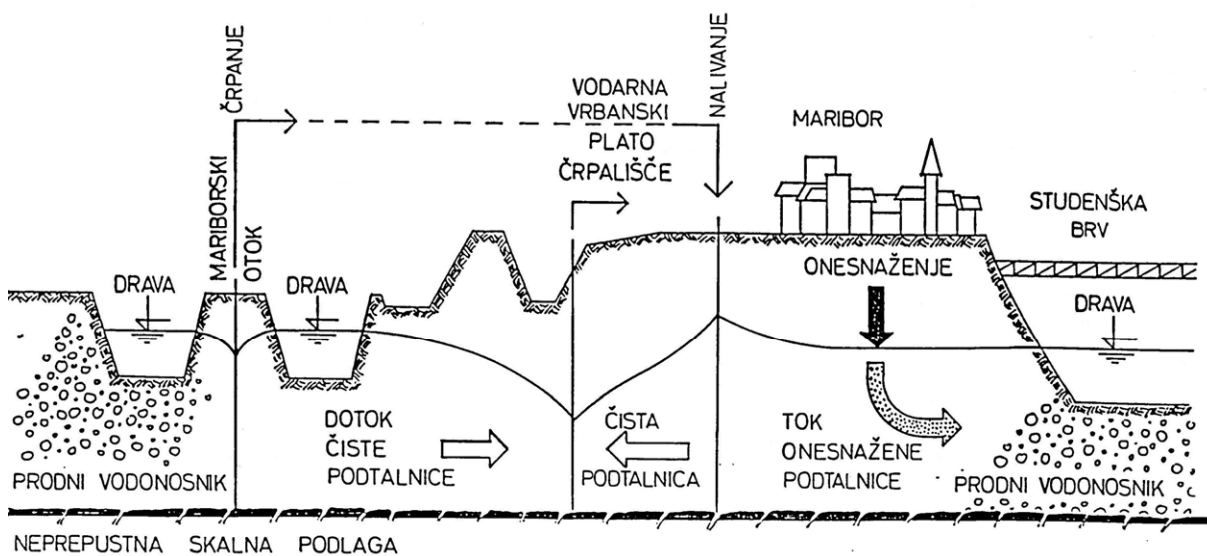 ČRPANJE
MARIBORSKI
OTOK
VODARNA
VRBANSKI
PLATO
ČRPALIŠČE
NALIVANJE
MARIBOR
STUDENŠKA
BRV
DRAVA
DRAVA
ONESNAŽENJE
DRAVA
DOTOK
ČISTE
PODTALNICE
ČISTA
PODTALNICA
TOK
ONESNAŽENE
PODTALNICE
PRODNI VODONOSNIK
PRODNI VODONOSNIK
NEPREPUSTNA SKALNA PODLAGA